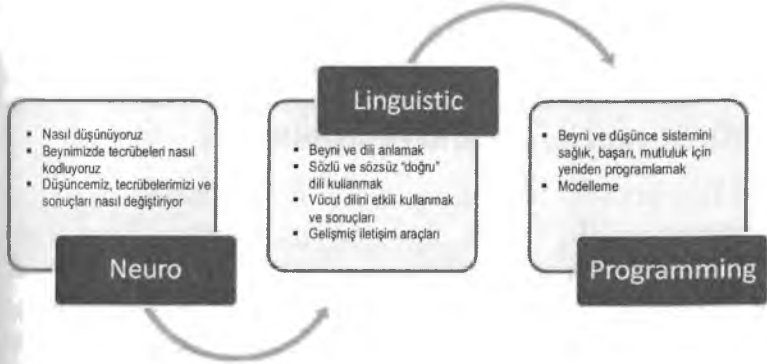 ▪ Nasıl düşünüyoruz
▪ Beynimizde tecrübeleri nasıl
kodluyoruz
▪ Düşüncemiz, tecrübelerimizi ve
sonuçları nasıl değiştiriyor
Neuro
Linguistic
▪ Beyni ve dili anlamak
▪ Sözlü ve sözsüz "doğru"
dili kullanmak
▪ Vücut dilini etkili kullanmak
ve sonuçları
▪ Gelişmiş iletişim araçları
▪ Beyni ve düşünce sistemini
sağlık, başarı, mutluluk için
yeniden programlamak
▪ Modelleme
Programming